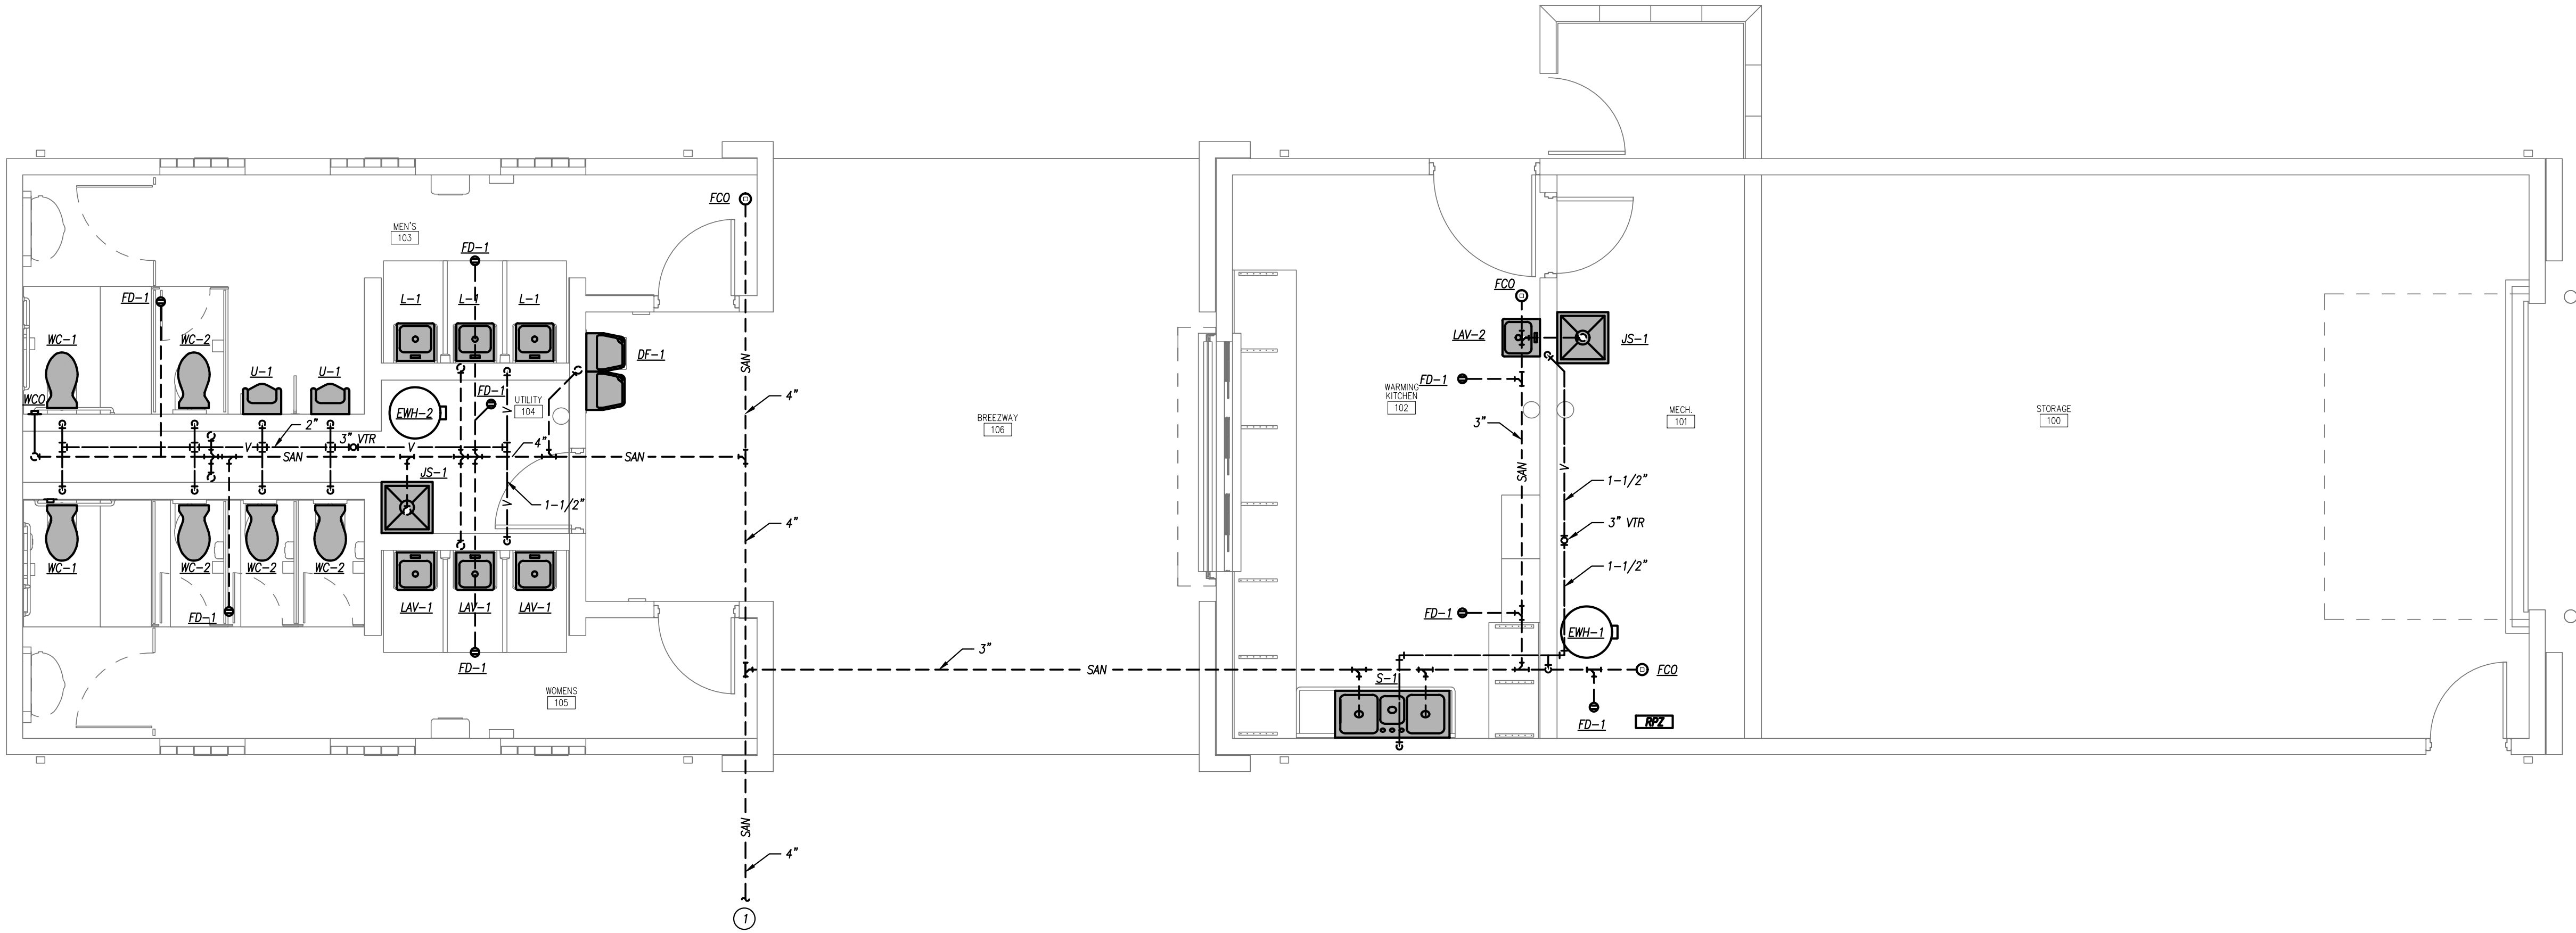 FCO
MEN'S
103
FD-1
FD-1
L-1
L-1
L-1
WC-1
WC-2
U-1
U-1
WCO
EWH-2
FD-1
UTILITY
104
DF-1
V
2"
3" VTR
V
V
4"
SAN
SAN
JS-1
V
1-1/2"
WC-1
WC-2
WC-2
WC-2
FD-1
LAV-1
LAV-1
LAV-1
FD-1
WOMENS
105
SAN
4"
4"
SAN
4"
1
BREEZWAY
106
3"
SAN
FCO
LAV-2
JS-1
FD-1
WARMING
KITCHEN
102
MECH.
101
3"
SAN
V
1-1/2"
3" VTR
1-1/2"
FD-1
EWH-1
FCO
S-1
FD-1
RPZ
STORAGE
100